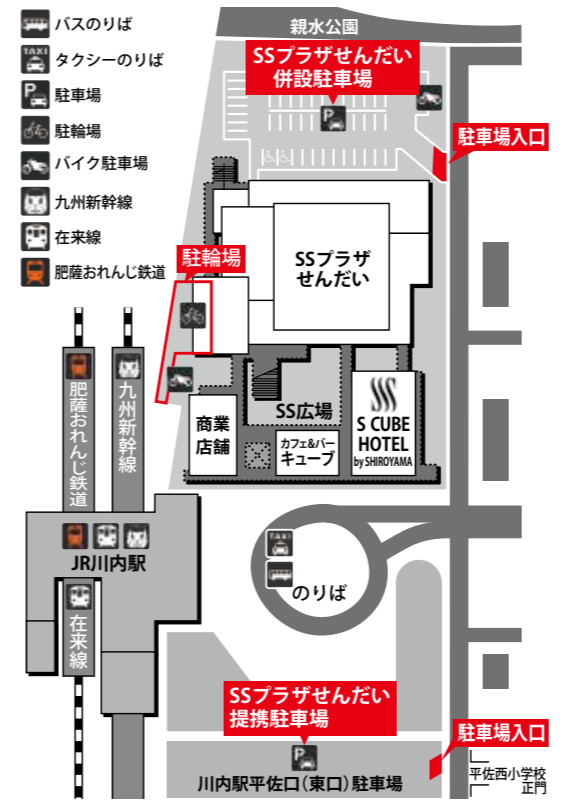 バスのりば
TAXI
タクシーのりば
P
駐車場
駐輪場
バイク駐車場
九州新幹線
在来線
肥薩おれんじ鉄道
親水公園
SSプラザせんだい
併設駐車場
P
駐車場入口
SSプラザ
せんだい
駐輪場
肥薩おれんじ鉄道
九州新幹線
商業
店舗
SS広場
カフェ&バー
キューブ
S CUBE
HOTEL
by SHIROYAMA
JR川内駅
在来線
TAXI
のりば
SSプラザせんだい
提携駐車場
P
川内駅平佐口(東口)駐車場
駐車場入口
平佐西小学校
正門